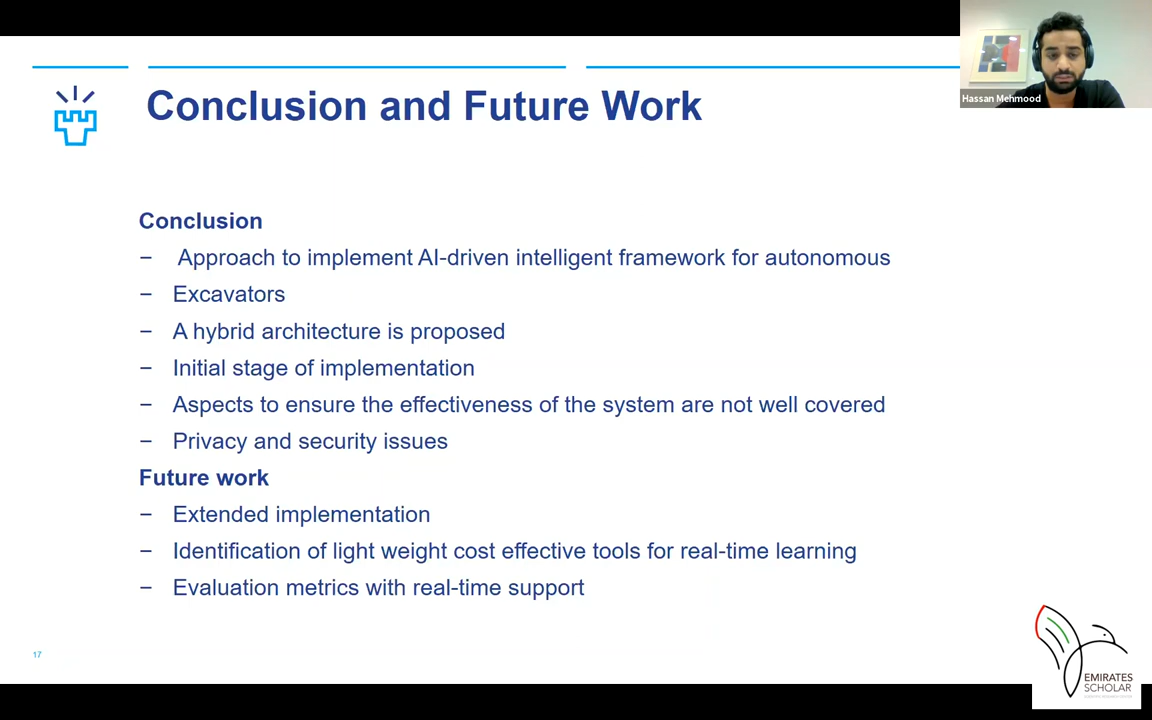 Hassan Mehmood
Conclusion and Future Work
Conclusion
− Approach to implement AI-driven intelligent framework for autonomous
− Excavators
− A hybrid architecture is proposed
− Initial stage of implementation
− Aspects to ensure the effectiveness of the system are not well covered
− Privacy and security issues
Future work
− Extended implementation
− Identification of light weight cost effective tools for real-time learning
− Evaluation metrics with real-time support
17
EMIRATES
SCHOLAR